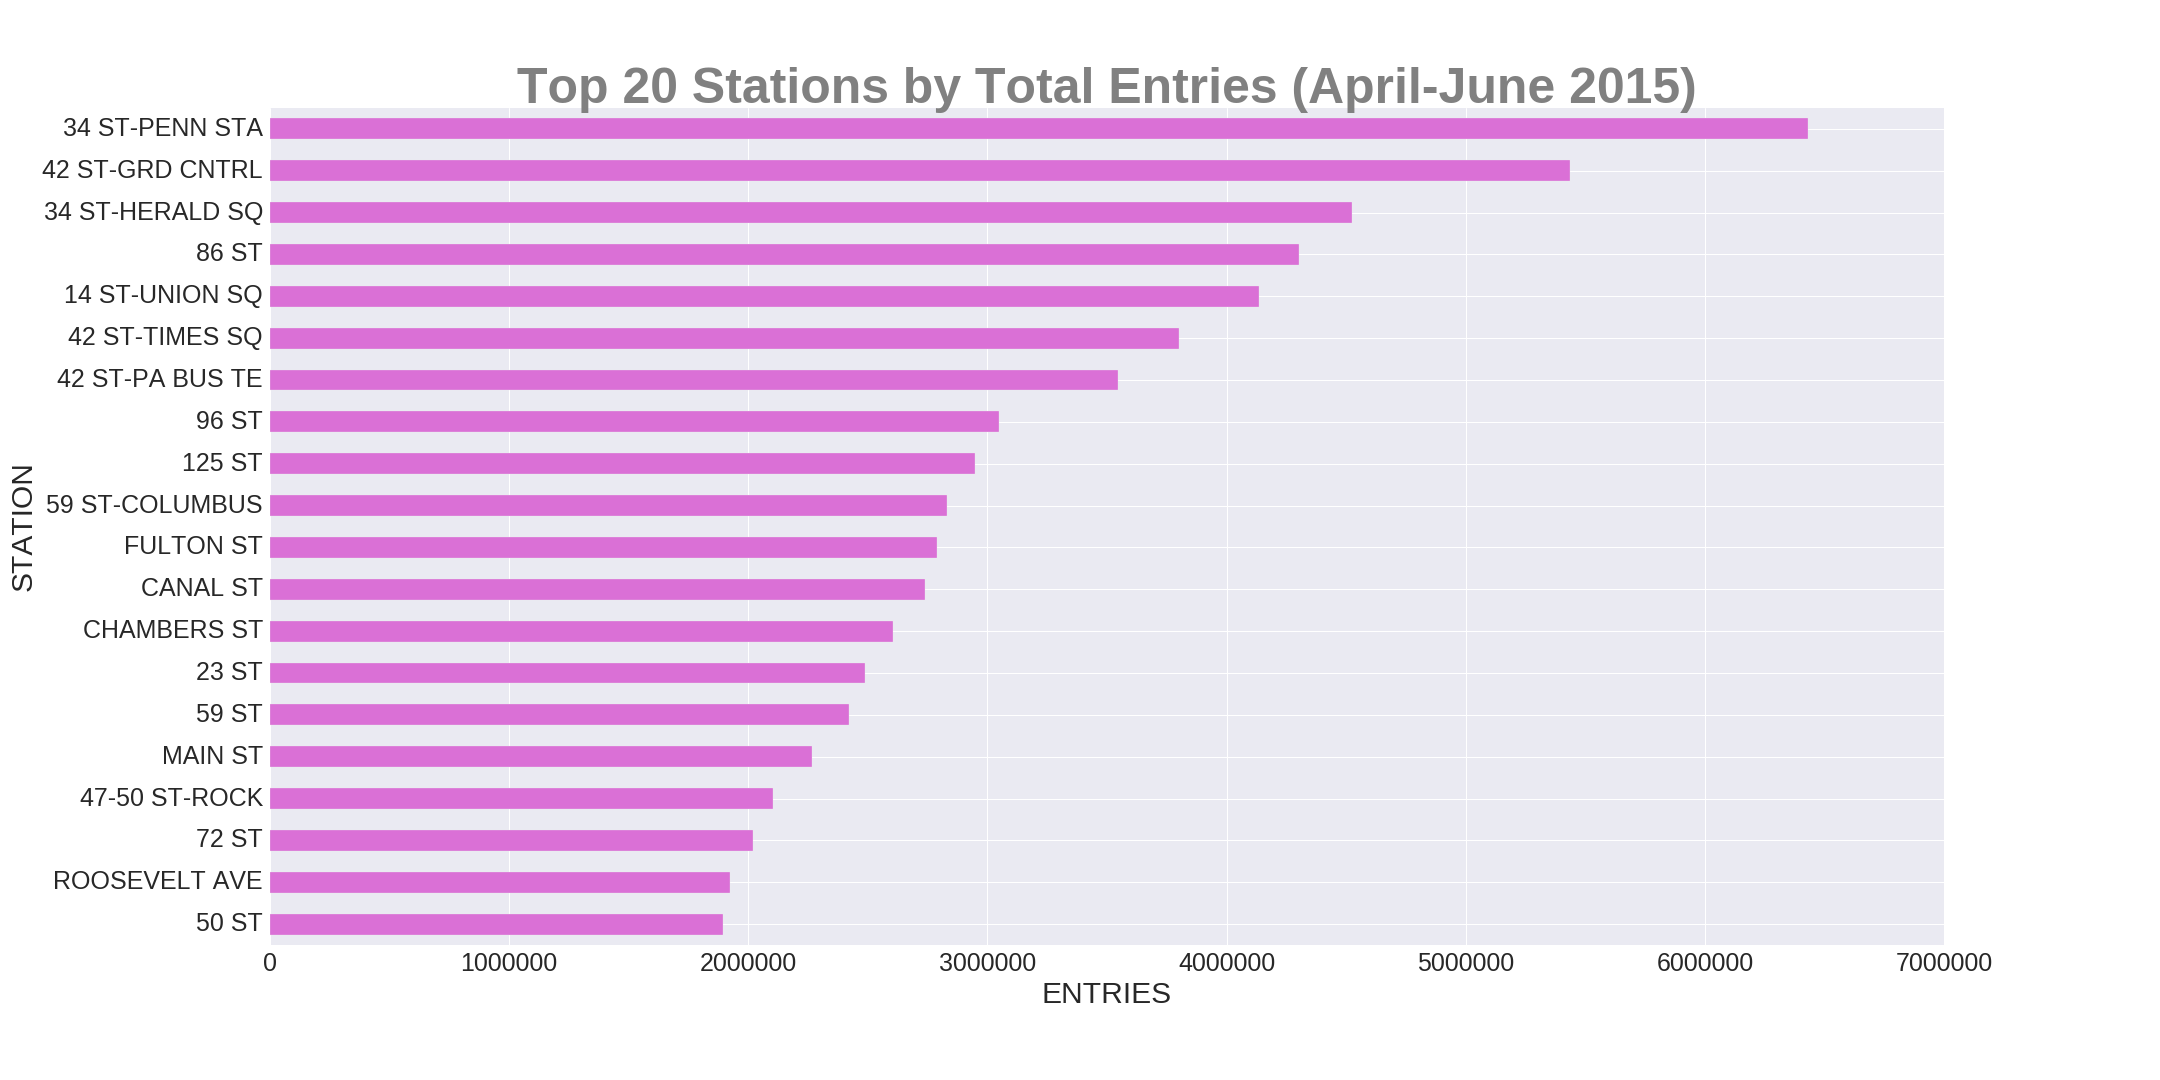 Top 20 Stations by Total Entries (April-June 2015)
STATION
34 ST-PENN STA
42 ST-GRD CNTRL
34 ST-HERALD SQ
86 ST
14 ST-UNION SQ
42 ST-TIMES SQ
42 ST-PA BUS TE
96 ST
125 ST
59 ST-COLUMBUS
FULTON ST
CANAL ST
CHAMBERS ST
23 ST
59 ST
MAIN ST
47-50 ST-ROCK
72 ST
ROOSEVELT AVE
50 ST
0 1000000 2000000 3000000 4000000 5000000 6000000 7000000
ENTRIES